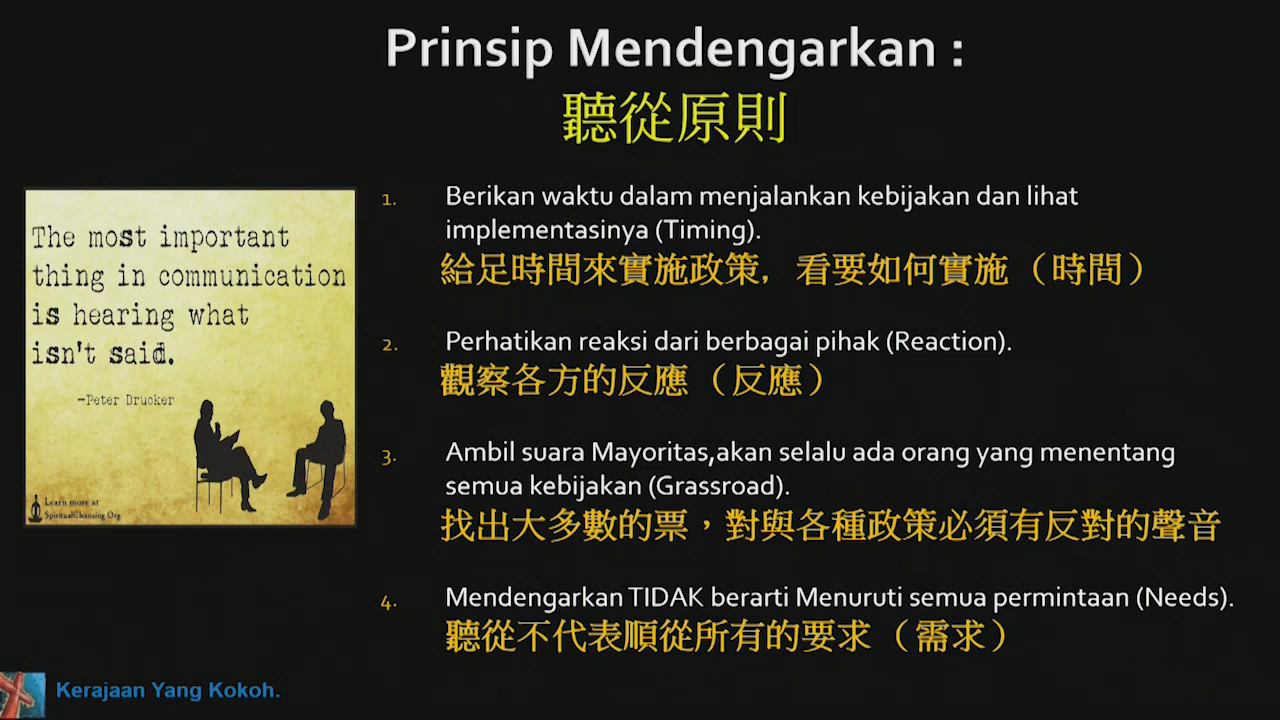 Prinsip Mendengarkan :
聽從原則
The most important
thing in communication
is hearing what
isn't said.
-Peter Drucker
Learn more at
SpiritualCleansing.Org
1. Berikan waktu dalam menjalankan kebijakan dan lihat
implementasinya (Timing).
給足時間來實施政策，看要如何實施（時間）
2. Perhatikan reaksi dari berbagai pihak (Reaction).
觀察各方的反應（反應）
3. Ambil suara Mayoritas,akan selalu ada orang yang menentang
semua kebijakan (Grassroad).
找出大多數的票，對與各種政策必須有反對的聲音
4. Mendengarkan TIDAK berarti Menuruti semua permintaan (Needs).
聽從不代表順從所有的要求（需求）
Kerajaan Yang Kokoh.